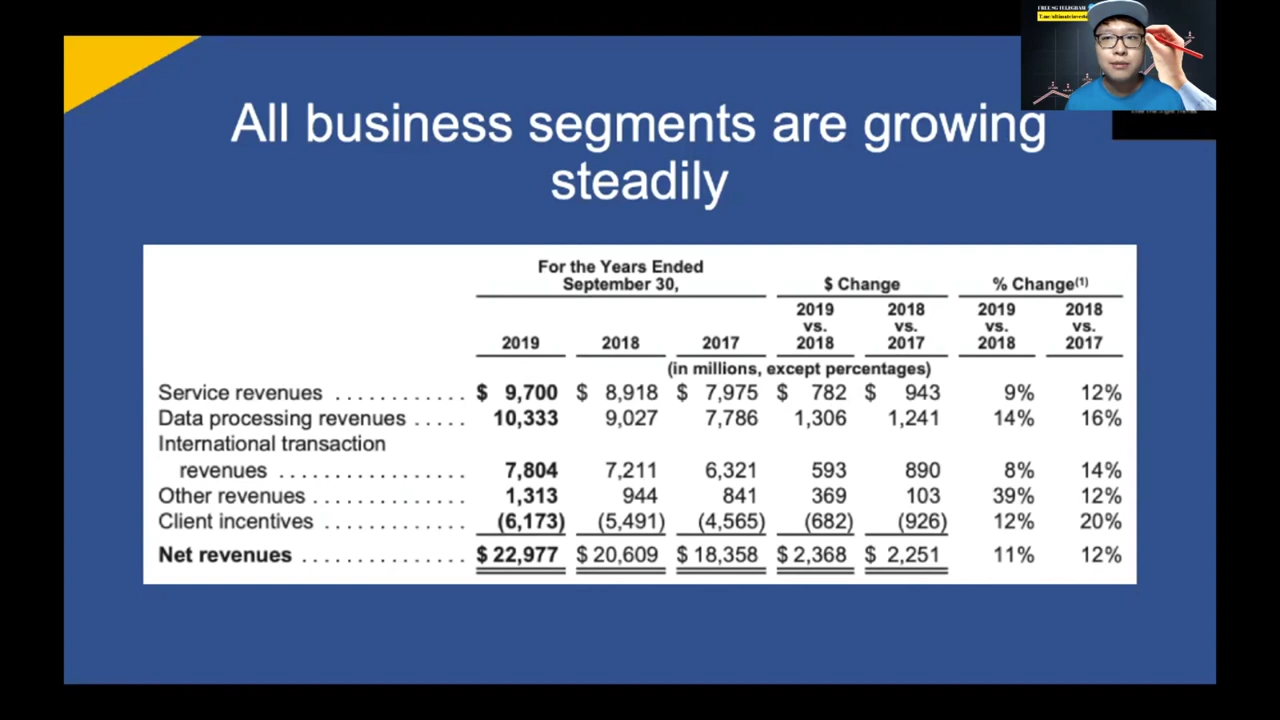 FREE SG TELEGRAM
All business segments are growing
steadily
For the Years Ended
September 30,
$ Change
% Change(1)
2019 2018 2017 2019 vs. 2018 2018 vs. 2017 2019 vs. 2018 2018 vs. 2017
(in millions, except percentages)
Service revenues ............ $ 9,700 $ 8,918 $ 7,975 $ 782 $ 943 9% 12%
Data processing revenues ..... 10,333 9,027 7,786 1,306 1,241 14% 16%
International transaction
revenues ................. 7,804 7,211 6,321 593 890 8% 14%
Other revenues .............. 1,313 944 841 369 103 39% 12%
Client incentives .............. (6,173) (5,491) (4,565) (682) (926) 12% 20%
Net revenues ............... $ 22,977 $ 20,609 $ 18,358 $ 2,368 $ 2,251 11% 12%